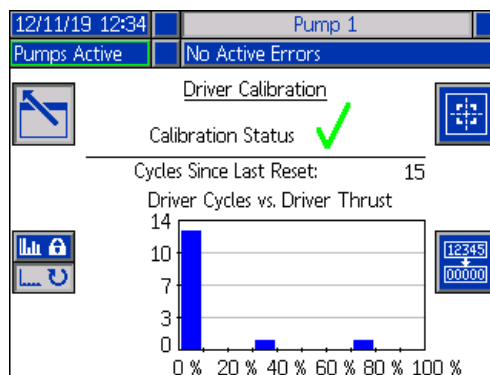 12/11/19 12:34 Pump 1
Pumps Active No Active Errors
Driver Calibration
Calibration Status
Cycles Since Last Reset: 15
Driver Cycles vs. Driver Thrust
14
10
7
3
0
0 % 20 % 40 % 60 % 80 % 100 %
12345
00000